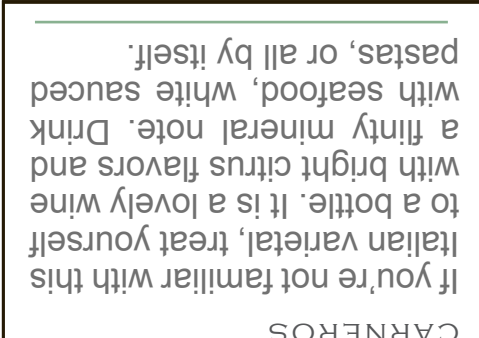 CARNEROS
If you're not familiar with this
Italian varietal, treat yourself
to a bottle. It is a lovely wine
with bright citrus flavors and
a flinty mineral note. Drink
with seafood, white sauced
pastas, or all by itself.